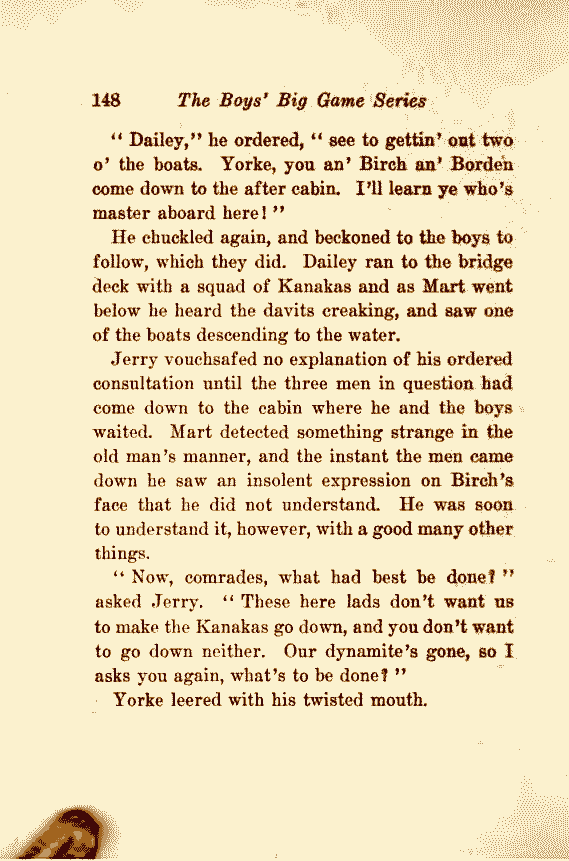 148 The Boys' Big Game Series
" Dailey," he ordered, " see to gettin' out two
o' the boats. Yorke, you an' Birch an' Borden
come down to the after cabin. I'll learn ye who's
master aboard here! "
He chuckled again, and beckoned to the boys to
follow, which they did. Dailey ran to the bridge
deck with a squad of Kanakas and as Mart went
below he heard the davits creaking, and saw one
of the boats descending to the water.
Jerry vouchsafed no explanation of his ordered
consultation until the three men in question had
come down to the cabin where he and the boys
waited. Mart detected something strange in the
old man's manner, and the instant the men came
down he saw an insolent expression on Birch's
face that he did not understand. He was soon
to understand it, however, with a good many other
things.
" Now, comrades, what had best be done? "
asked Jerry. " These here lads don't want us
to make the Kanakas go down, and you don't want
to go down neither. Our dynamite's gone, so I
asks you again, what's to be done? "
Yorke leered with his twisted mouth.